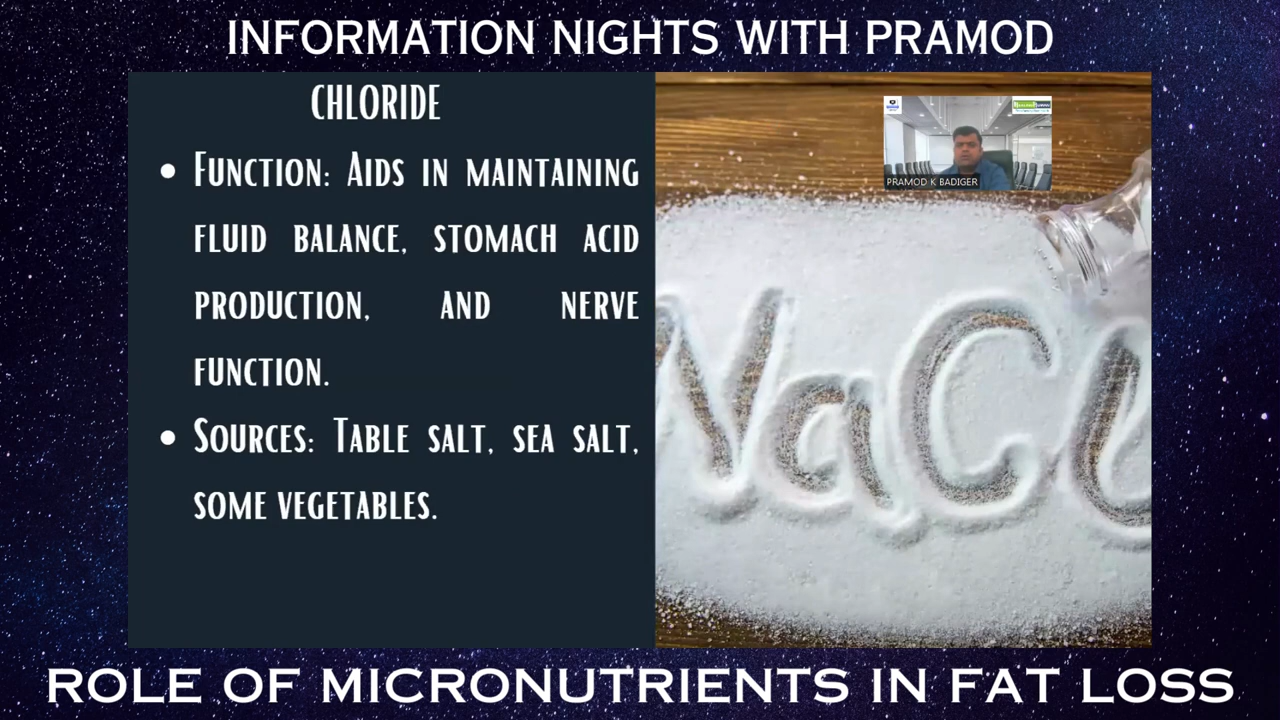 INFORMATION NIGHTS WITH PRAMOD
CHLORIDE
• Function: Aids in maintaining
fluid balance, stomach acid
production, and nerve
function.
• Sources: Table salt, sea salt,
some vegetables.
PRAMOD K BADIGER
NaCl
ROLE OF MICRONUTRIENTS IN FAT LOSS